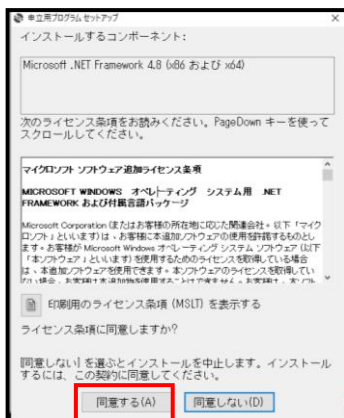 申立用プログラム セットアップ
インストールするコンポーネント:
Microsoft .NET Framework 4.8 (x86 および x64)
次のライセンス条項をお読みください。PageDown キーを使って
スクロールしてください。
マイクロソフト ソフトウェア追加ライセンス条項
MICROSOFT WINDOWS オペレーティング システム用 .NET
FRAMEWORK および付属言語パッケージ
Microsoft Corporation (またはお客様の所在地に応じた関連会社。以下「マイク
ロソフト」といいます) は、お客様に本追加ソフトウェアの使用を許諾するものとし
ます。お客様が Microsoft Windows オペレーティング システム ソフトウェア (以下
「本ソフトウェア」といいます) を使用するためのライセンスを取得している場合
は、本追加ソフトウェアを使用できます。本ソフトウェアのライセンスを取得してい
印刷用のライセンス条項 (MSLT) を表示する
ライセンス条項に同意しますか?
[同意しない] を選ぶとインストールを中止します。インストール
するには、この契約に同意してください。
同意する(A)
同意しない(D)